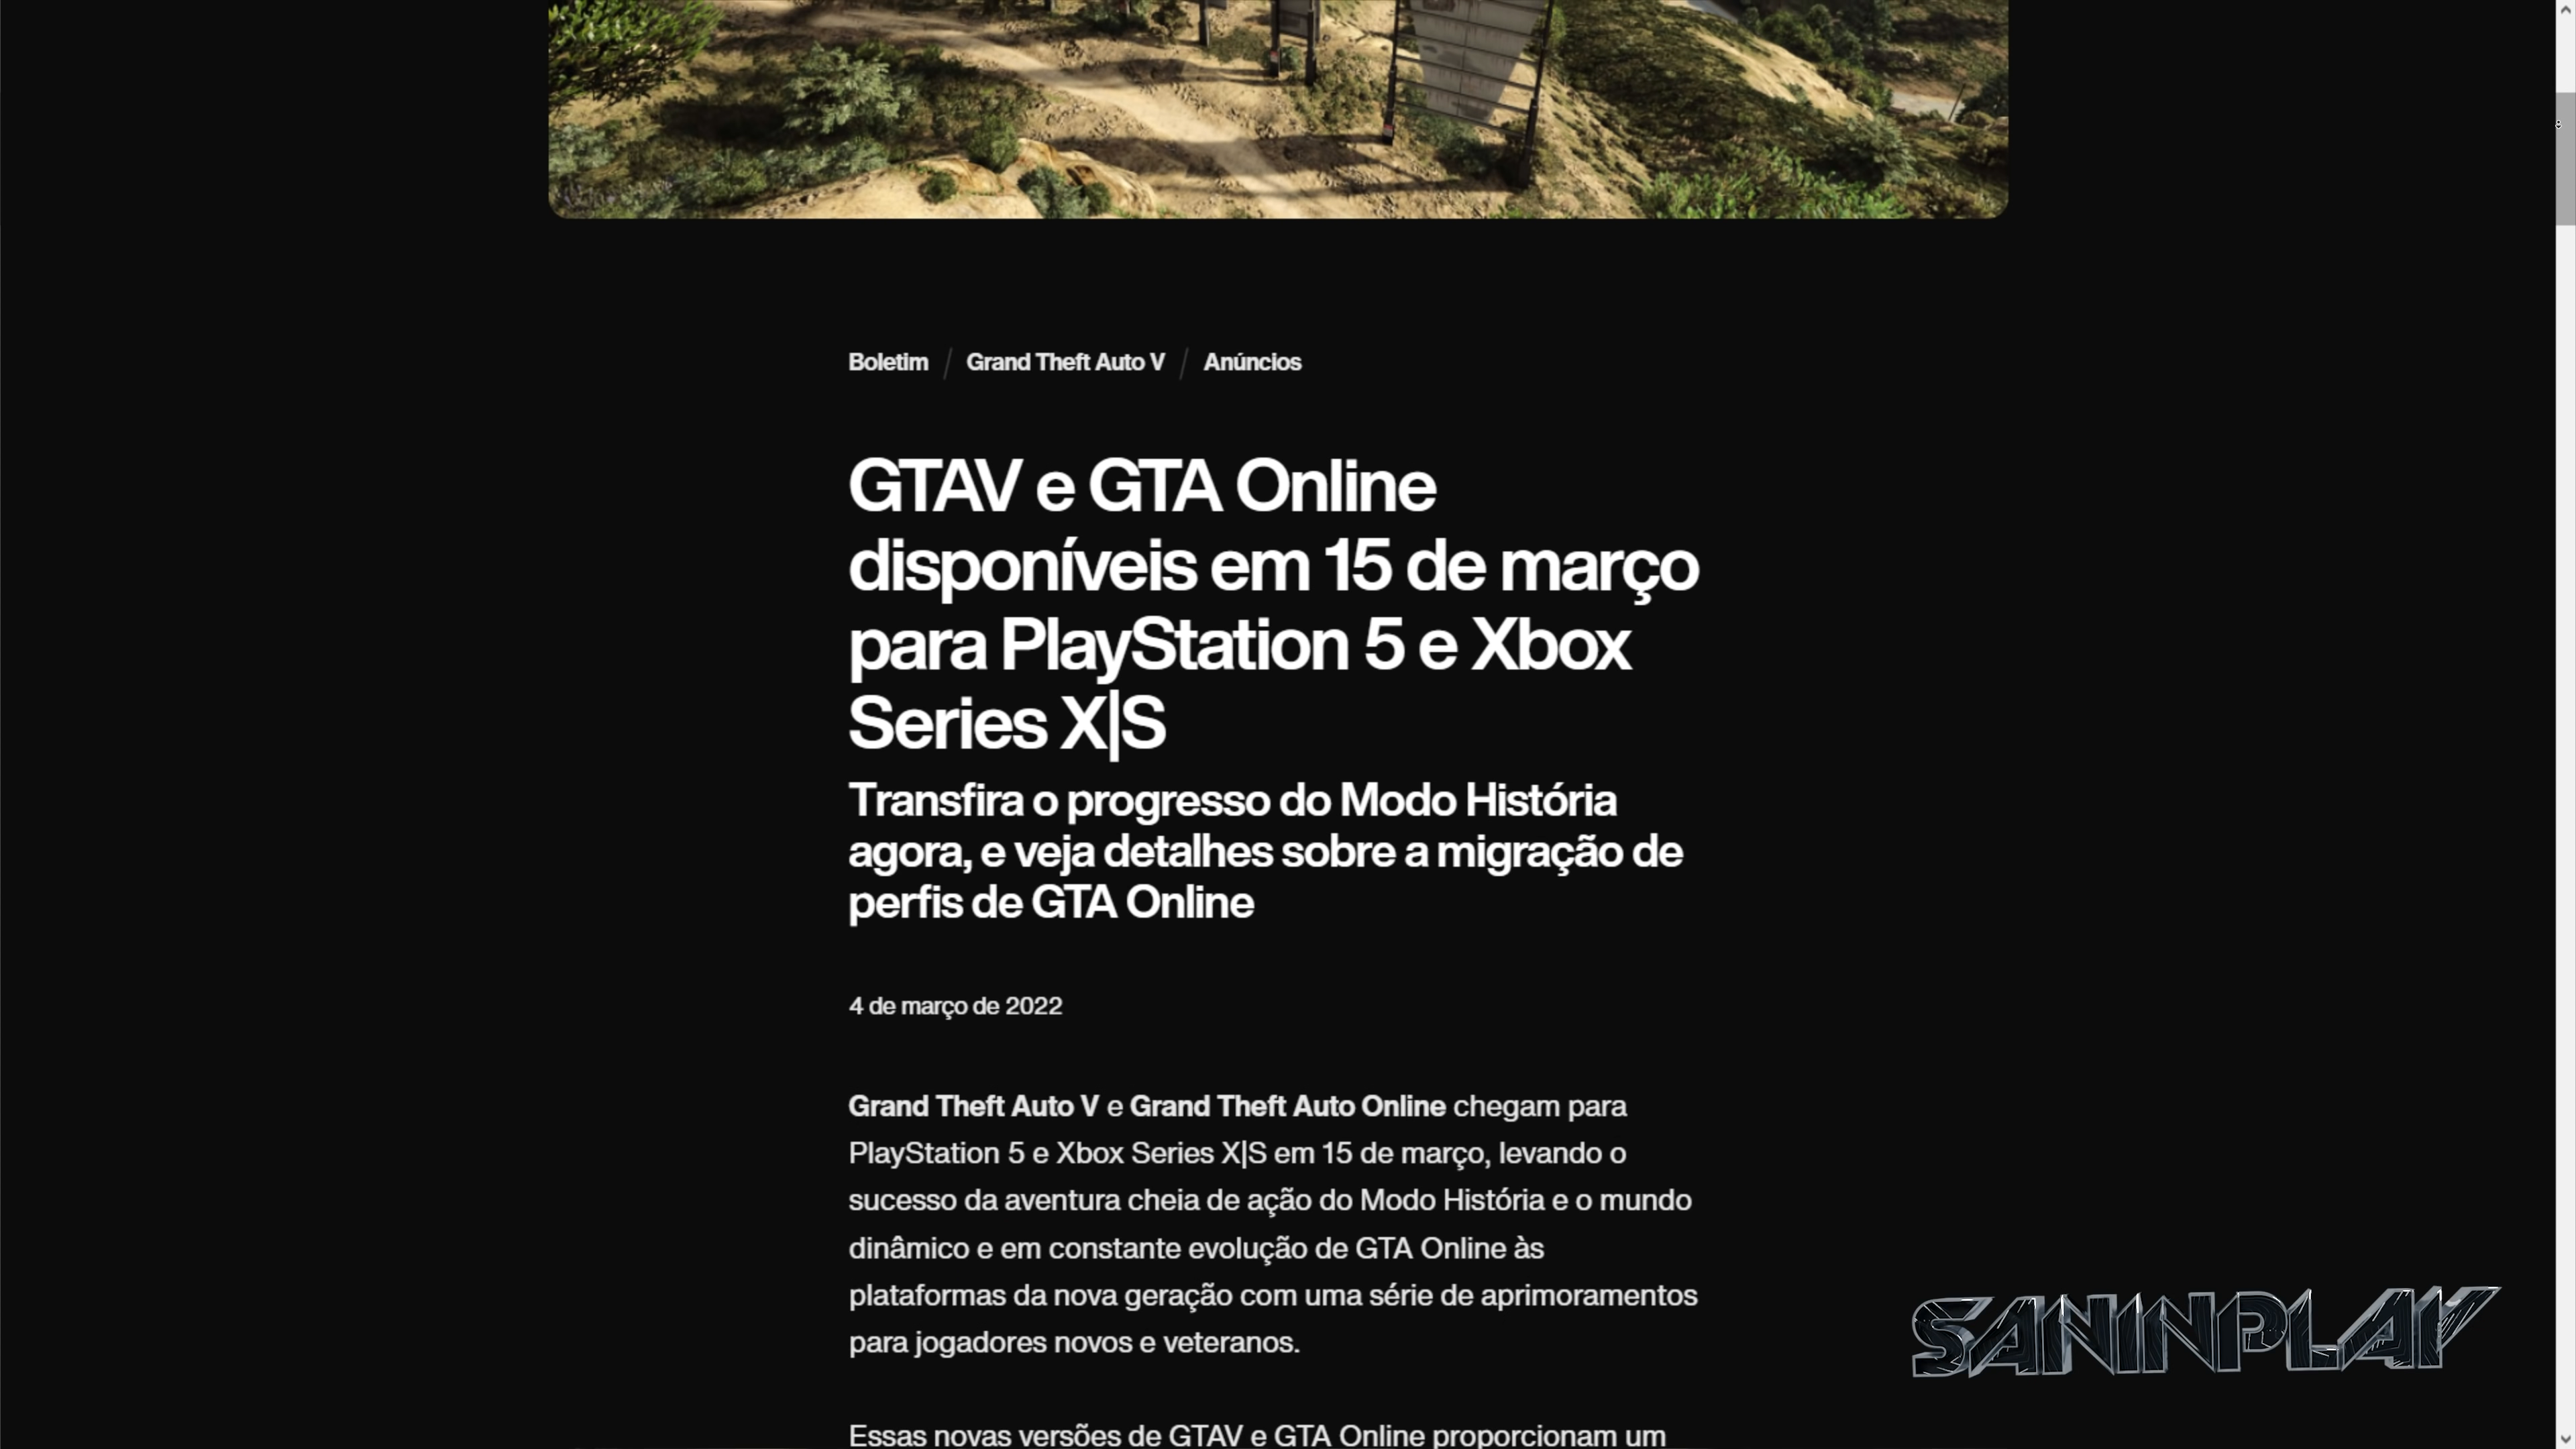 Boletim / Grand Theft Auto V / Anúncios
GTAV e GTA Online
disponíveis em 15 de março
para PlayStation 5 e Xbox
Series X|S
Transfira o progresso do Modo História
agora, e veja detalhes sobre a migração de
perfis de GTA Online
4 de março de 2022
Grand Theft Auto V e Grand Theft Auto Online chegam para
PlayStation 5 e Xbox Series X|S em 15 de março, levando o
sucesso da aventura cheia de ação do Modo História e o mundo
dinâmico e em constante evolução de GTA Online às
plataformas da nova geração com uma série de aprimoramentos
para jogadores novos e veteranos.
SANINPLAY
Essas novas versões de GTAV e GTA Online proporcionam um